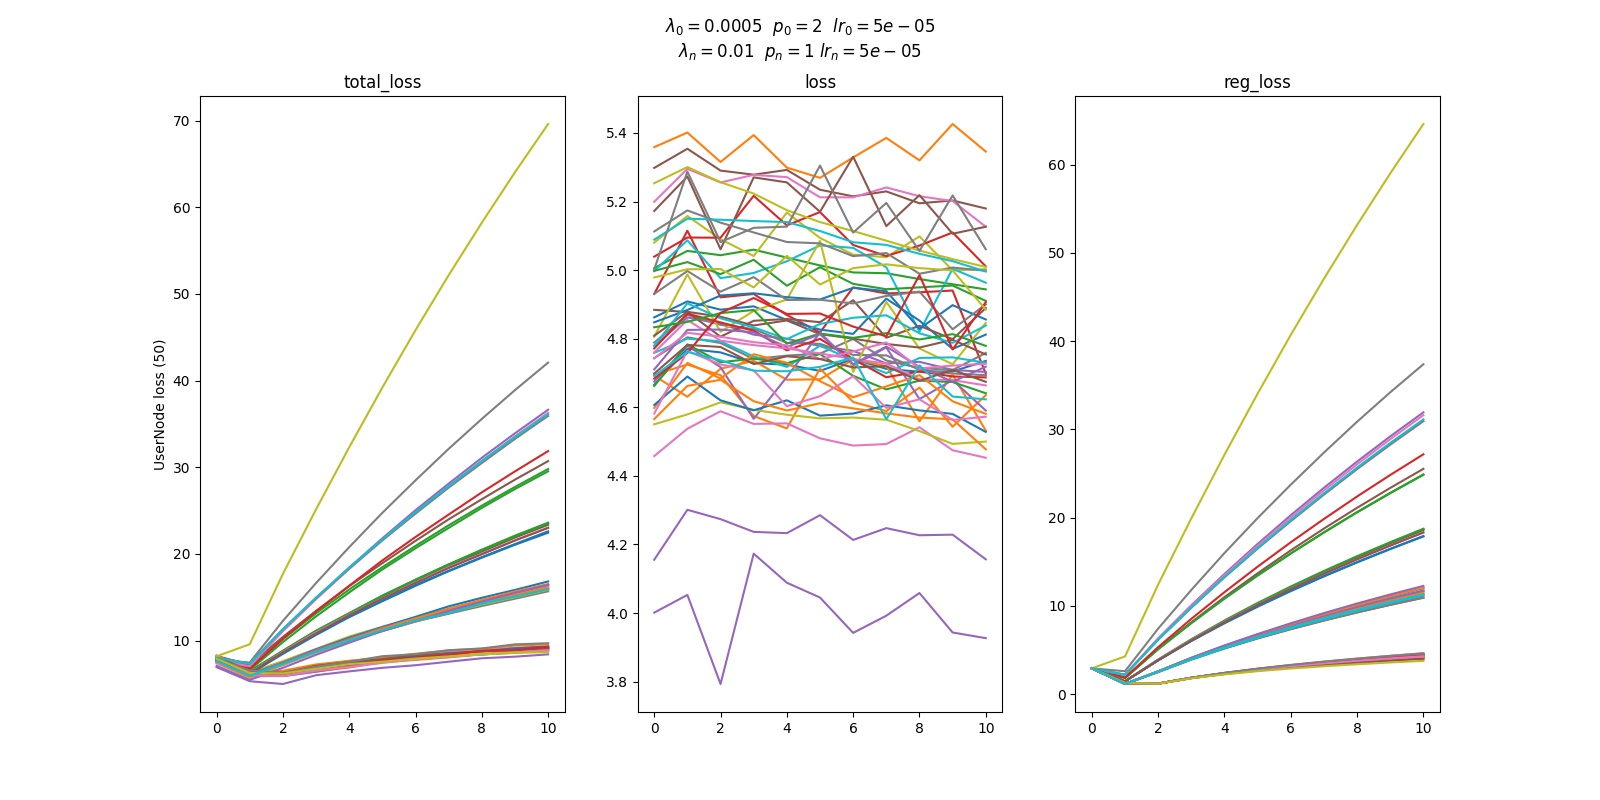 λ₀ = 0.0005 p₀ = 2 lr₀ = 5e − 05
λₙ = 0.01 pₙ = 1 lrₙ = 5e − 05
total_loss
loss
reg_loss
UserNode loss (50)
70
60
50
40
30
20
10
0 2 4 6 8 10
5.4
5.2
5.0
4.8
4.6
4.4
4.2
4.0
3.8
0 2 4 6 8 10
60
50
40
30
20
10
0
0 2 4 6 8 10